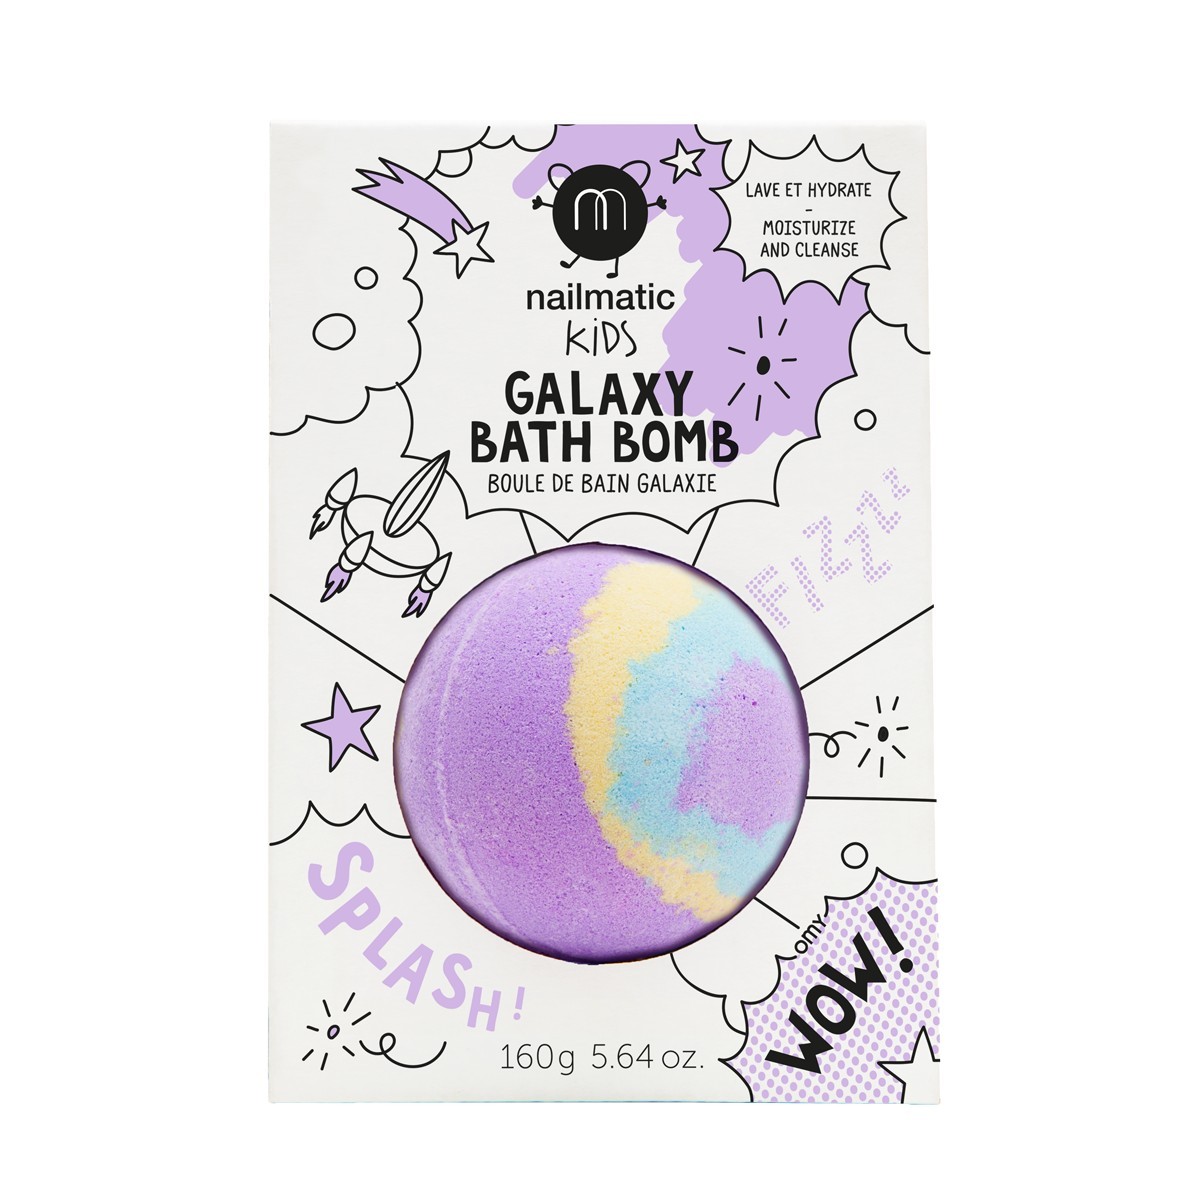 LAVE ET HYDRATE
-
MOISTURIZE
AND CLEANSE
m
nailmatic
KiDS
GALAXY
BATH BOMB
BOULE DE BAIN GALAXIE
FIZZZZ
SPLASH!
OMY
WOW!
160g 5.64 oz.